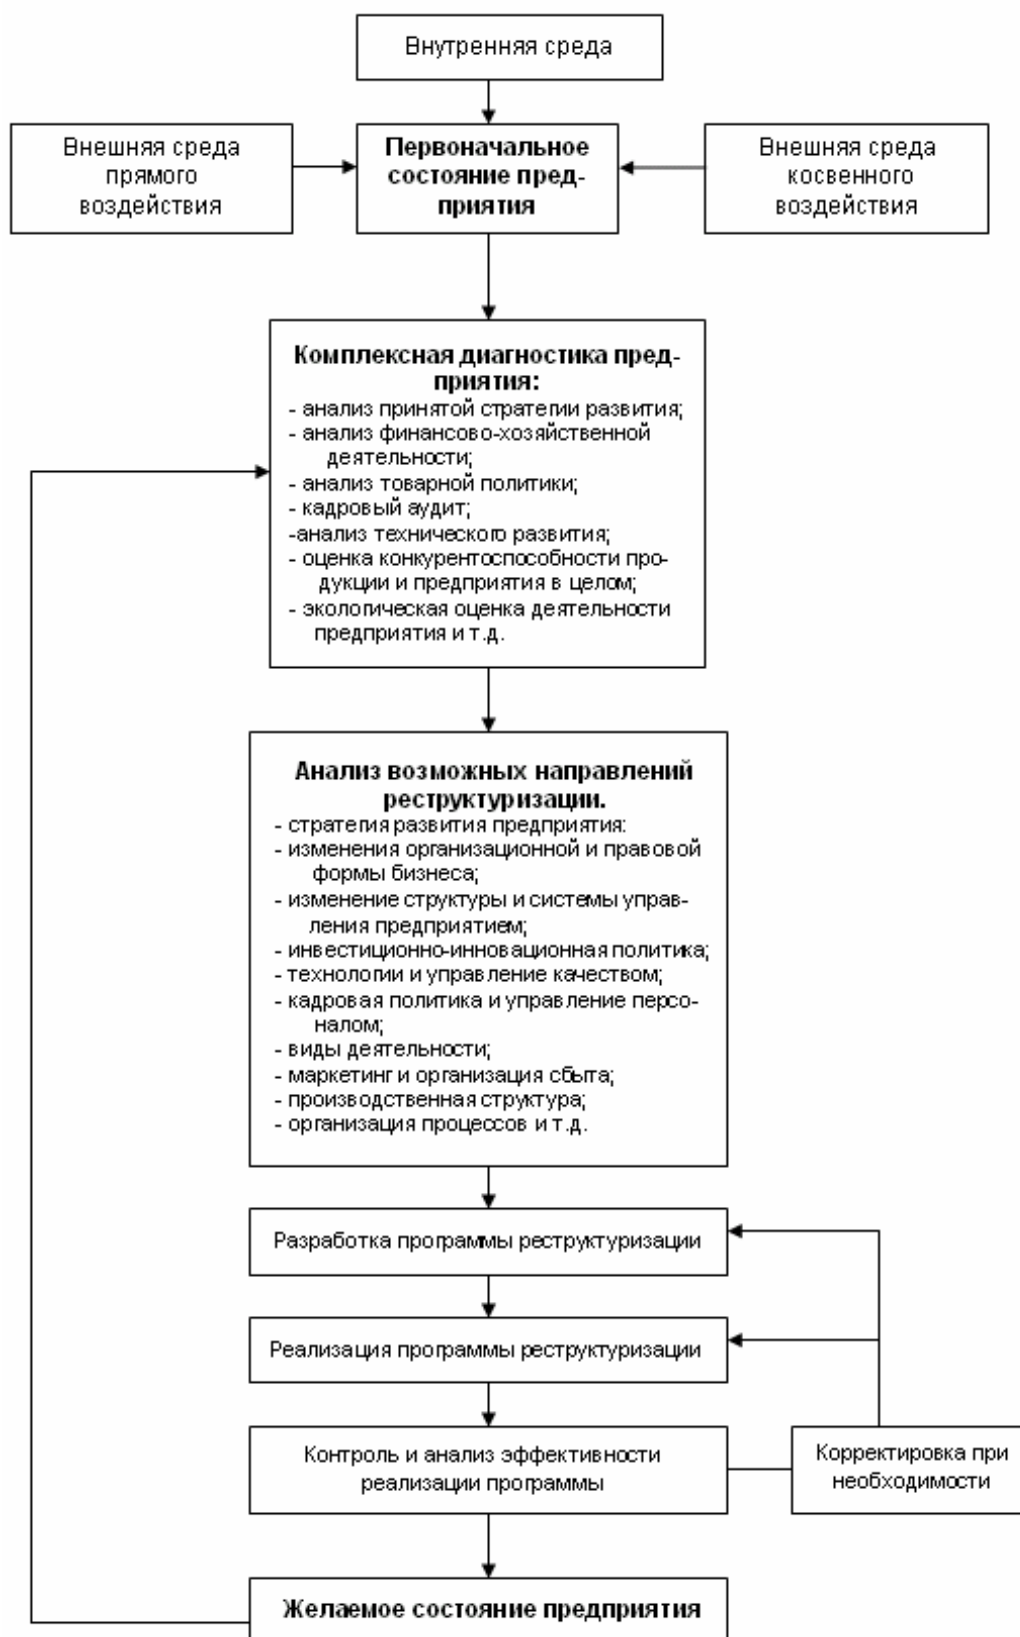 Внутренняя среда
Внешняя среда
прямого
воздействия
Первоначальное
состояние пред-
приятия
Внешняя среда
косвенного
воздействия
Комплексная диагностика пред-
приятия:
- анализ принятой стратегии развития;
- анализ финансово-хозяйственной
деятельности;
- анализ товарной политики;
- кадровый аудит;
-анализ технического развития;
- оценка конкурентоспособности про-
дукции и предприятия в целом;
- экологическая оценка деятельности
предприятия и т.д.
Анализ возможных направлений
реструктуризации.
- стратегия развития предприятия:
- изменения организационной и правовой
формы бизнеса;
- изменение структуры и системы управ-
ления предприятием;
- инвестиционно-инновационная политика;
- технологии и управление качеством;
- кадровая политика и управление персо-
налом;
- виды деятельности;
- маркетинг и организация сбыта;
- производственная структура;
- организация процессов и т.д.
Разработка программы реструктуризации
Реализация программы реструктуризации
Контроль и анализ эффективности
реализации программы
Корректировка при
необходимости
Желаемое состояние предприятия